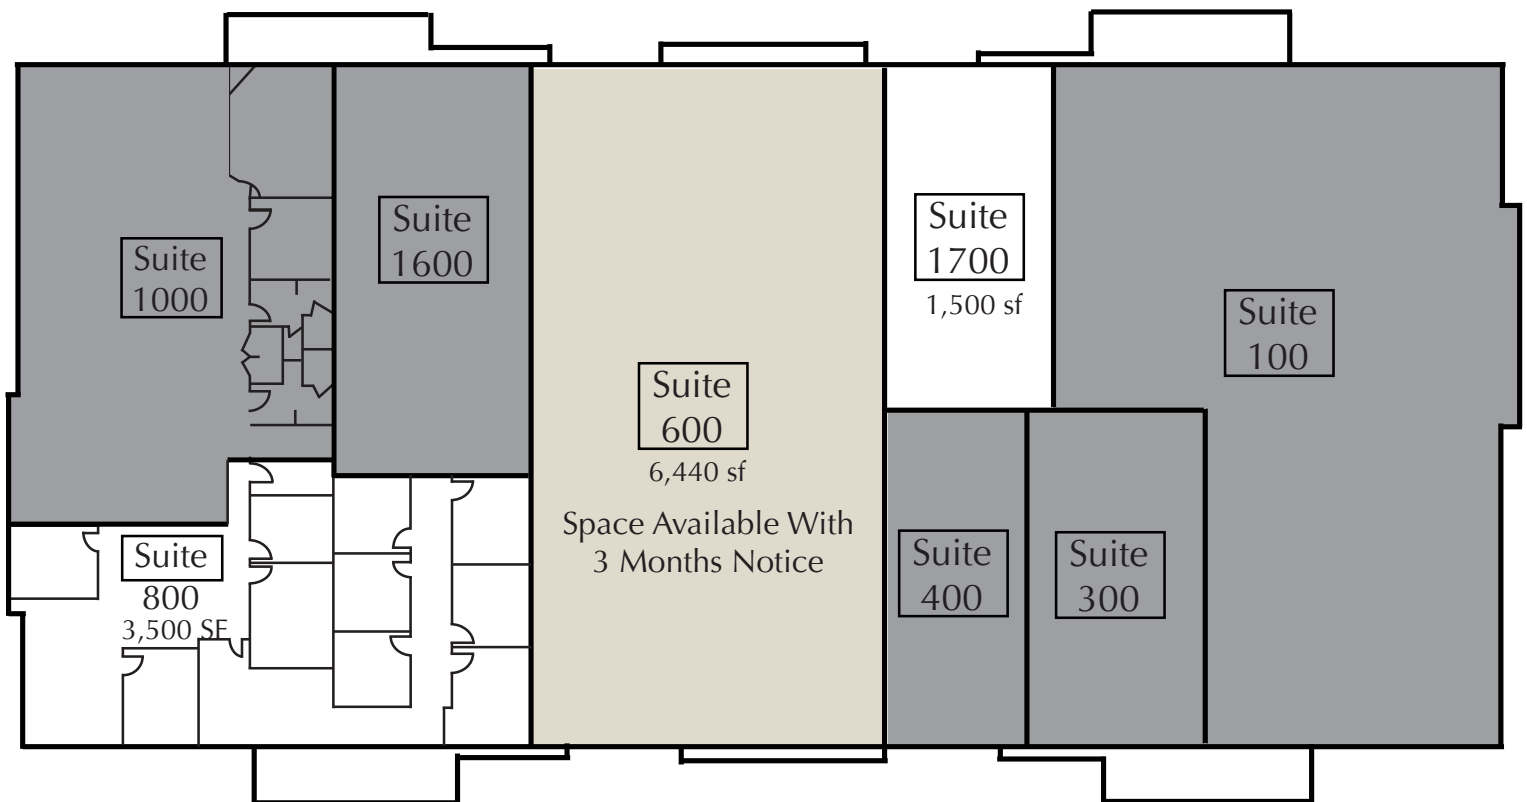 Suite
1000
Suite
1600
Suite
600
6,440 sf
Space Available With
3 Months Notice
Suite
1700
1,500 sf
Suite
100
Suite
800
3,500 SF
Suite
400
Suite
300